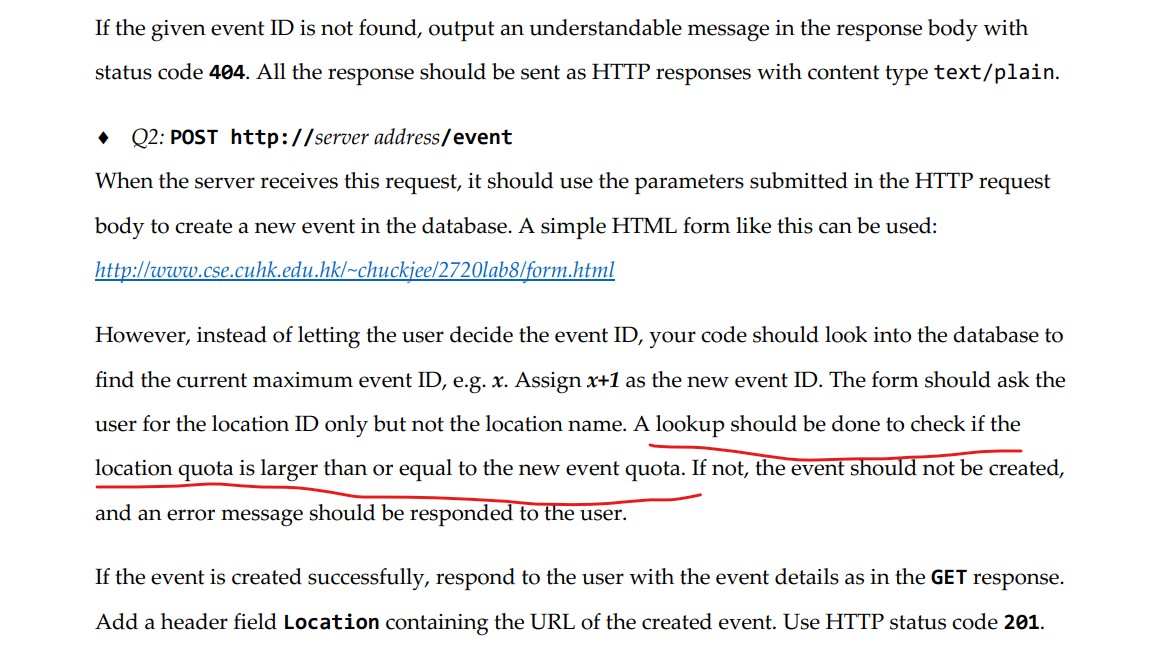 If the given event ID is not found, output an understandable message in the response body with
status code 404. All the response should be sent as HTTP responses with content type text/plain.
♦ Q2: POST http://server address/event
When the server receives this request, it should use the parameters submitted in the HTTP request
body to create a new event in the database. A simple HTML form like this can be used:
http://www.cse.cuhk.edu.hk/~chuckjee/2720lab8/form.html
However, instead of letting the user decide the event ID, your code should look into the database to
find the current maximum event ID, e.g. x. Assign x+1 as the new event ID. The form should ask the
user for the location ID only but not the location name. A lookup should be done to check if the
location quota is larger than or equal to the new event quota. If not, the event should not be created,
and an error message should be responded to the user.
If the event is created successfully, respond to the user with the event details as in the GET response.
Add a header field Location containing the URL of the created event. Use HTTP status code 201.